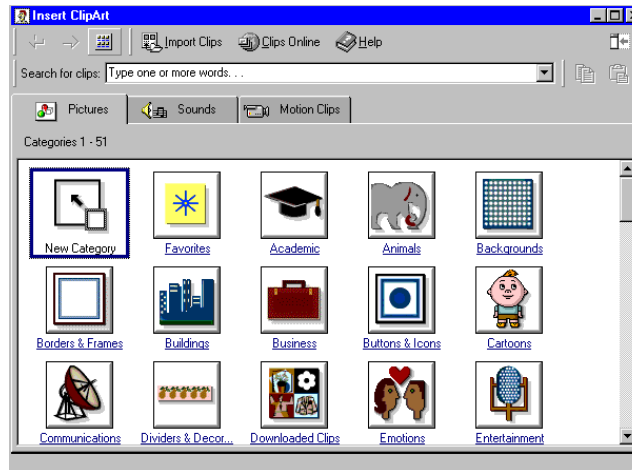 Insert ClipArt
Import Clips Clips Online Help
Search for clips: Type one or more words. . .
Pictures Sounds Motion Clips
Categories 1 - 51
New Category Favorites Academic Animals Backgrounds
Borders & Frames Buildings Business Buttons & Icons Cartoons
Communications Dividers & Decor... Downloaded Clips Emotions Entertainment